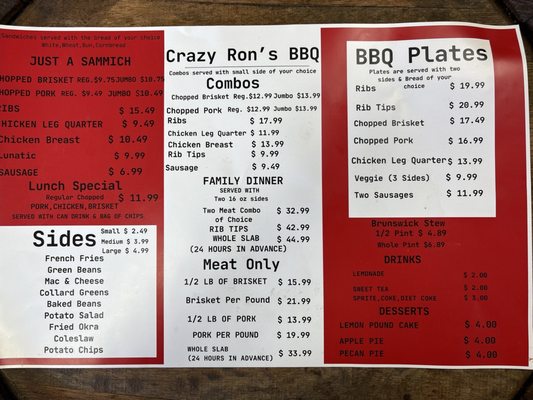 Sandwiches served with the bread of your choice
White,Wheat,Bun,Cornbread
JUST A SAMMICH
CHOPPED BRISKET REG.$9.75 JUMBO $10.75
CHOPPED PORK REG. $9.49 JUMBO $10.49
RIBS $ 15.49
CHICKEN LEG QUARTER $ 9.49
Chicken Breast $ 10.49
Lunatic $ 9.99
SAUSAGE $ 6.99
Lunch Special
Regular Chopped $ 11.99
PORK,CHICKEN,BRISKET
SERVED WITH CAN DRINK & BAG OF CHIPS
Sides
Small $ 2.49
Medium $ 3.99
Large $ 4.99
French Fries
Green Beans
Mac & Cheese
Collard Greens
Baked Beans
Potato Salad
Fried Okra
Coleslaw
Potato Chips
Crazy Ron's BBQ
Combos served with small side of your choice
Combos
Chopped Brisket Reg.$12.99 Jumbo $13.99
Chopped Pork Reg. $12.99 Jumbo $13.99
Ribs $ 17.99
Chicken Leg Quarter $ 11.99
Chicken Breast $ 13.99
Rib Tips $ 9.99
Sausage $ 9.49
FAMILY DINNER
SERVED WITH
Two 16 oz sides
Two Meat Combo $ 32.99
of Choice
RIB TIPS $ 42.99
WHOLE SLAB $ 44.99
(24 HOURS IN ADVANCE)
Meat Only
1/2 LB OF BRISKET $ 15.99
Brisket Per Pound $ 21.99
1/2 LB OF PORK $ 13.99
PORK PER POUND $ 19.99
WHOLE SLAB
(24 HOURS IN ADVANCE) $ 33.99
BBQ Plates
Plates are served with two
sides & Bread of your
choice
Ribs $ 19.99
Rib Tips $ 20.99
Chopped Brisket $ 17.49
Chopped Pork $ 16.99
Chicken Leg Quarter $ 13.99
Veggie (3 Sides) $ 9.99
Two Sausages $ 11.99
Brunswick Stew
1/2 Pint $ 4.89
Whole Pint $6.89
DRINKS
LEMONADE $ 2.00
SWEET TEA $ 2.00
SPRITE,COKE,DIET COKE $ 3.00
DESSERTS
LEMON POUND CAKE $ 4.00
APPLE PIE $ 4.00
PECAN PIE $ 4.00